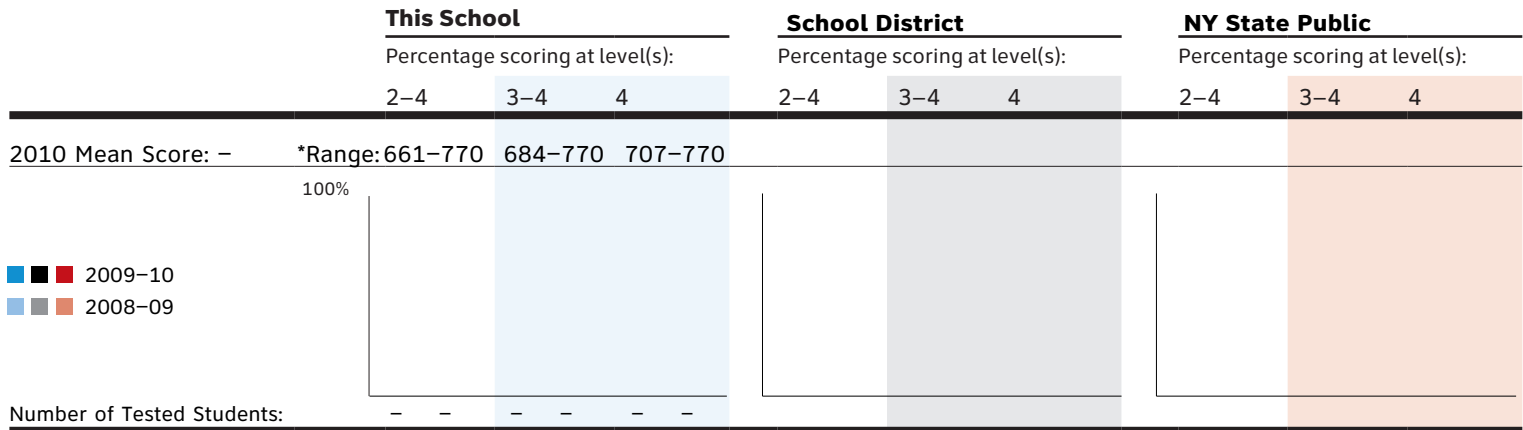 This School School District NY State Public
Percentage scoring at level(s): Percentage scoring at level(s): Percentage scoring at level(s):
2–4 3–4 4 2–4 3–4 4 2–4 3–4 4
2010 Mean Score: – *Range: 661–770 684–770 707–770
100%
2009–10
2008–09
Number of Tested Students: – – – – – –